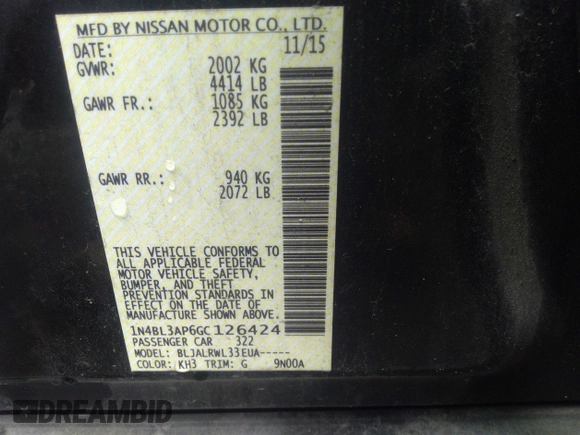 MFD BY NISSAN MOTOR CO., LTD.
DATE: 11/15
GVWR: 2002 KG
4414 LB
GAWR FR.: 1085 KG
2392 LB
GAWR RR.: 940 KG
2072 LB
THIS VEHICLE CONFORMS TO
ALL APPLICABLE FEDERAL
MOTOR VEHICLE SAFETY,
BUMPER, AND THEFT
PREVENTION STANDARDS IN
EFFECT ON THE DATE OF
MANUFACTURE SHOWN ABOVE.
1N4BL3AP6GC126424
PASSENGER CAR 322
MODEL: BLJALRWL33EUA-----
COLOR: KH3 TRIM: G 9N00A
DREAMBID